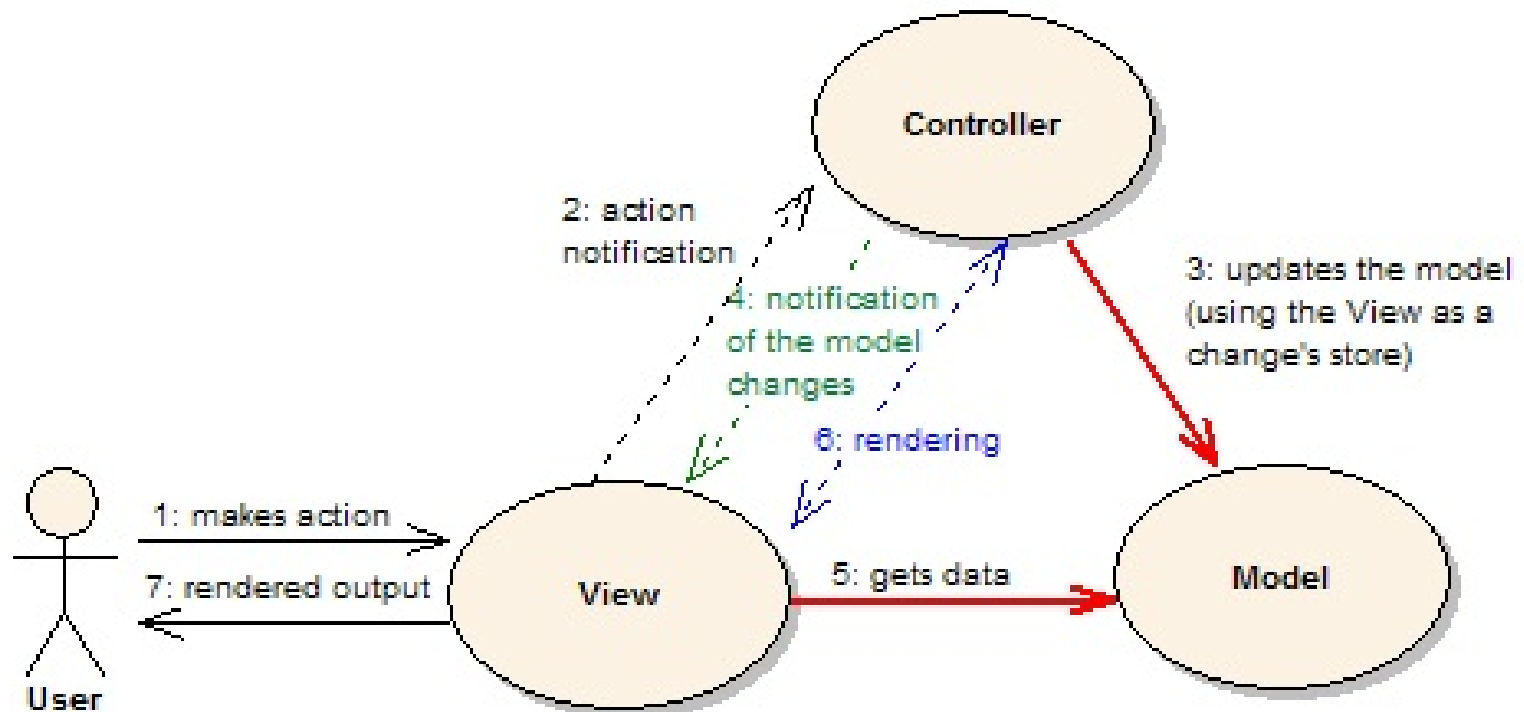 Controller
2: action
notification
3: updates the model
(using the View as a
change's store)
4: notification
of the model
changes
6: rendering
1: makes action
7: rendered output
5: gets data
View
Model
User